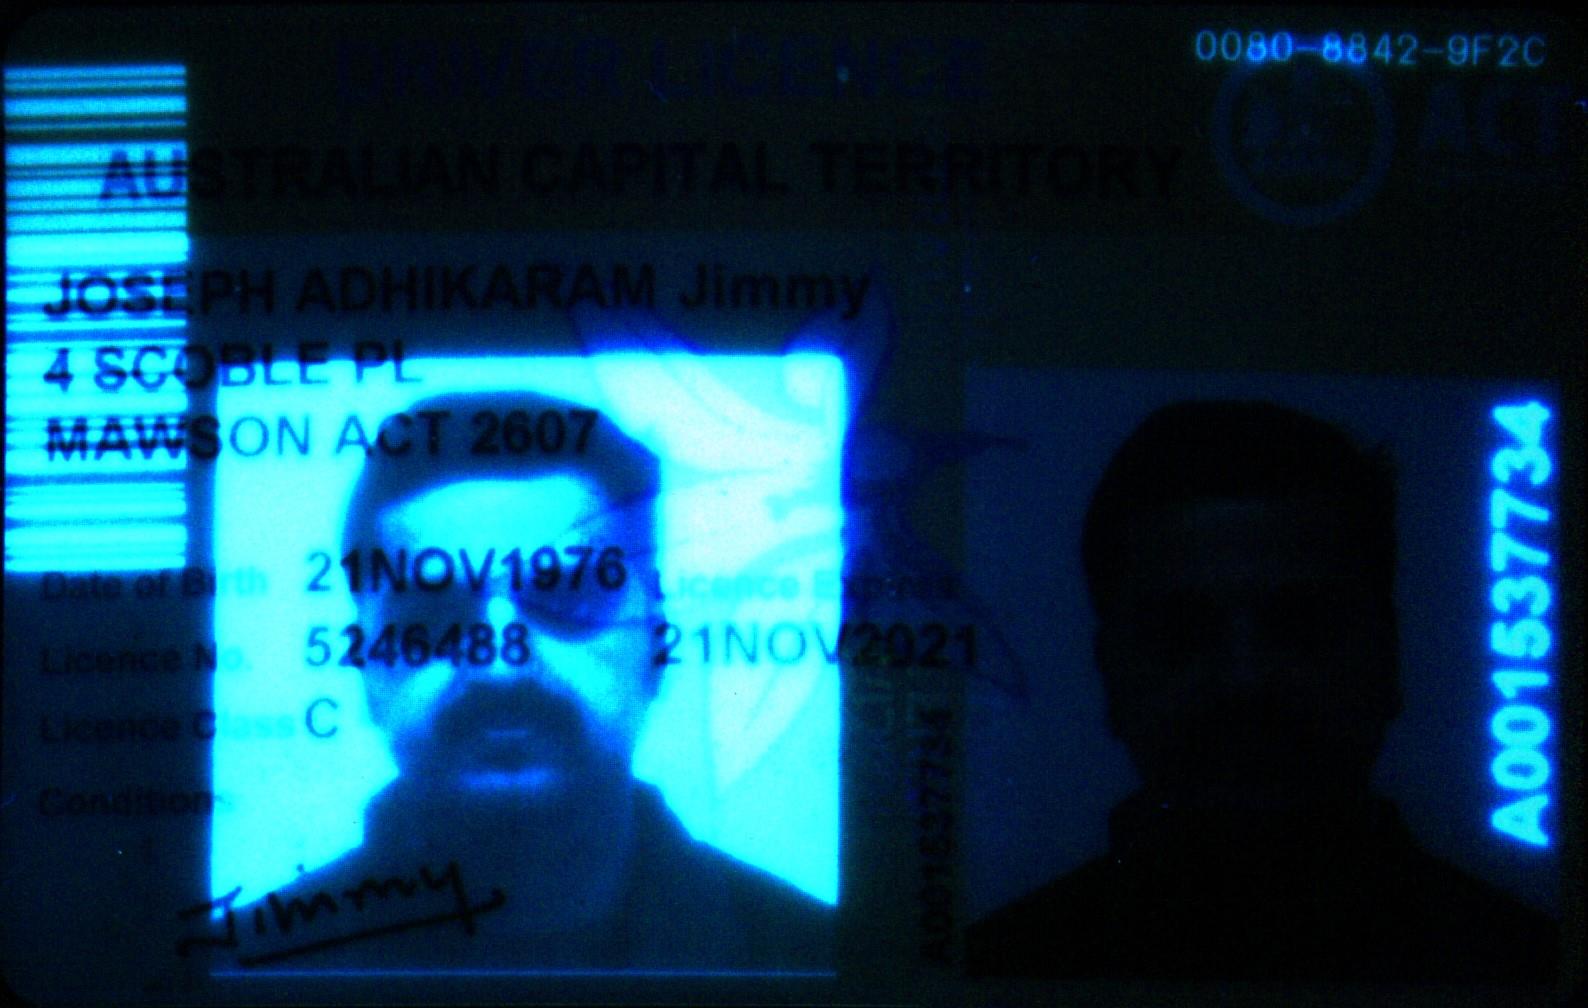 DRIVER LICENCE
0080-8842-9F2C
ACT
AUSTRALIAN CAPITAL TERRITORY
JOSEPH ADHIKARAM Jimmy
4 SCOBLE PL
MAWSON ACT 2607
Date of Birth 21NOV1976 Licence Expires
Licence No. 5246488 21NOV2021
Licence Class C
Conditions
Jimmy
A001537734